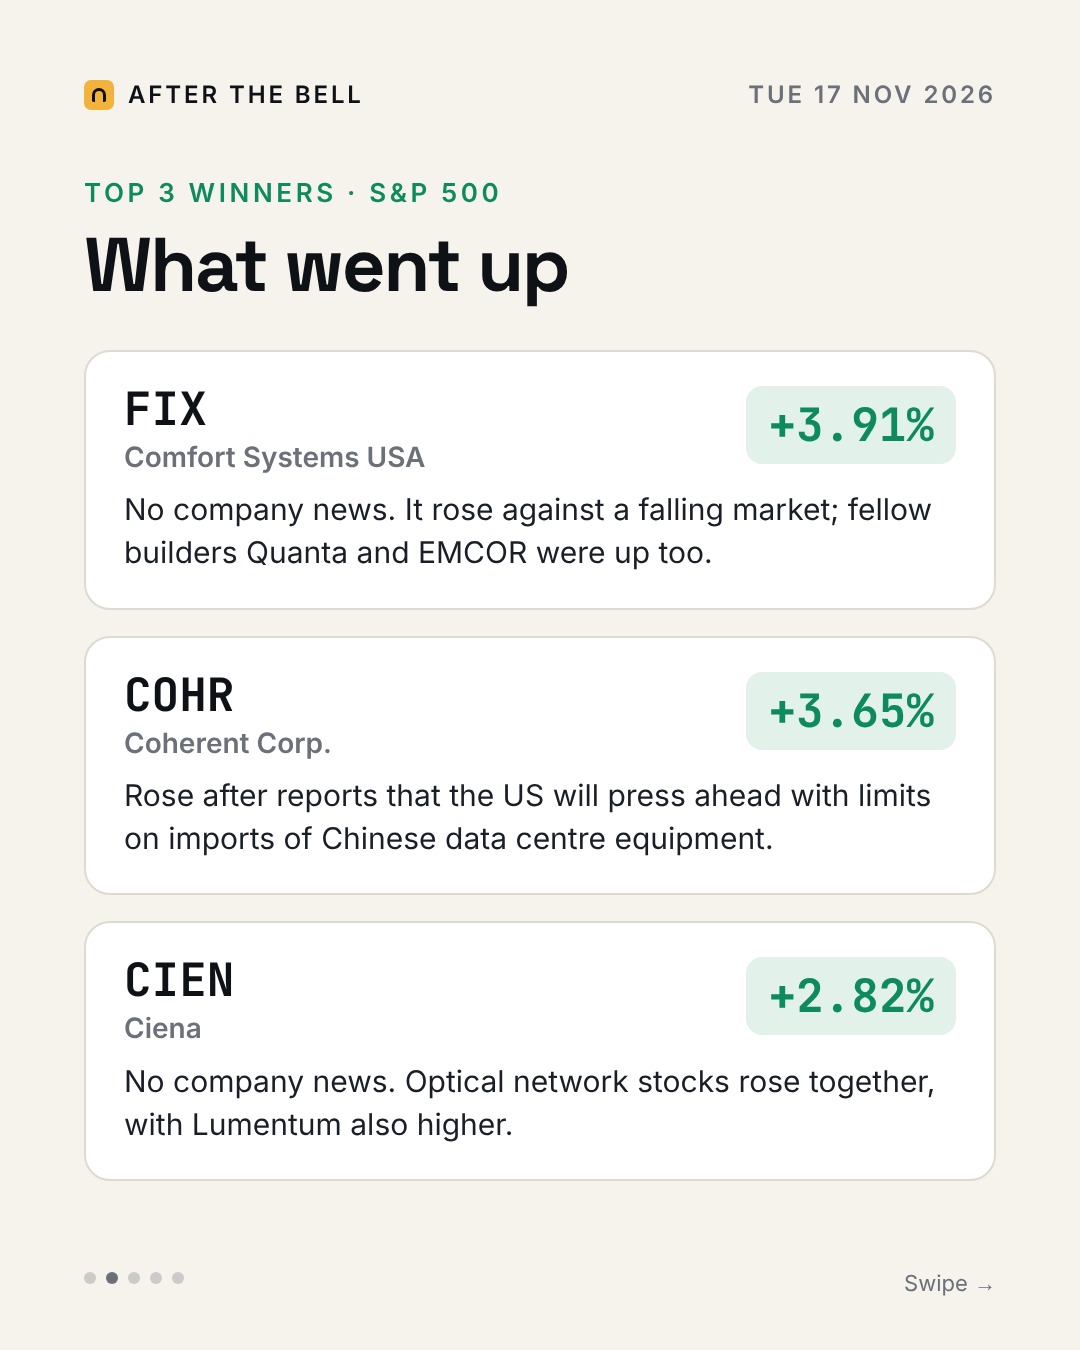 AFTER THE BELL
TUE 17 NOV 2026
TOP 3 WINNERS · S&P 500
What went up
FIX
+3.91%
Comfort Systems USA
No company news. It rose against a falling market; fellow
builders Quanta and EMCOR were up too.
COHR
+3.65%
Coherent Corp.
Rose after reports that the US will press ahead with limits
on imports of Chinese data centre equipment.
CIEN
+2.82%
Ciena
No company news. Optical network stocks rose together,
with Lumentum also higher.
Swipe →